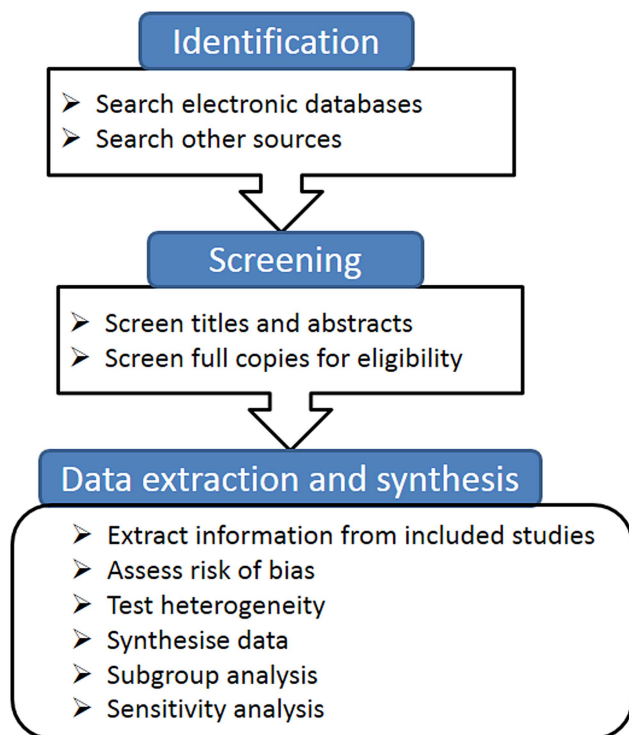 Identification
➢ Search electronic databases
➢ Search other sources
Screening
➢ Screen titles and abstracts
➢ Screen full copies for eligibility
Data extraction and synthesis
➢ Extract information from included studies
➢ Assess risk of bias
➢ Test heterogeneity
➢ Synthesise data
➢ Subgroup analysis
➢ Sensitivity analysis